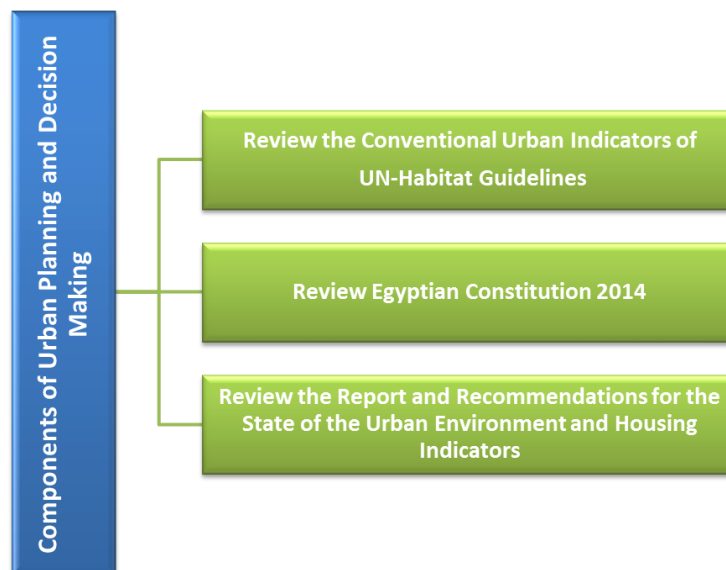 Components of Urban Planning and Decision
Making
Review the Conventional Urban Indicators of
UN-Habitat Guidelines
Review Egyptian Constitution 2014
Review the Report and Recommendations for the
State of the Urban Environment and Housing
Indicators